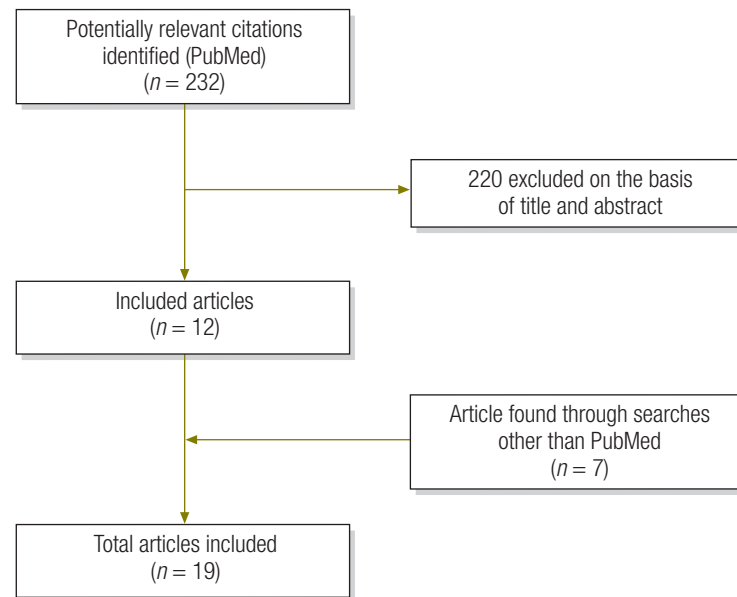 Potentially relevant citations
identified (PubMed)
(n = 232)
220 excluded on the basis
of title and abstract
Included articles
(n = 12)
Article found through searches
other than PubMed
(n = 7)
Total articles included
(n = 19)